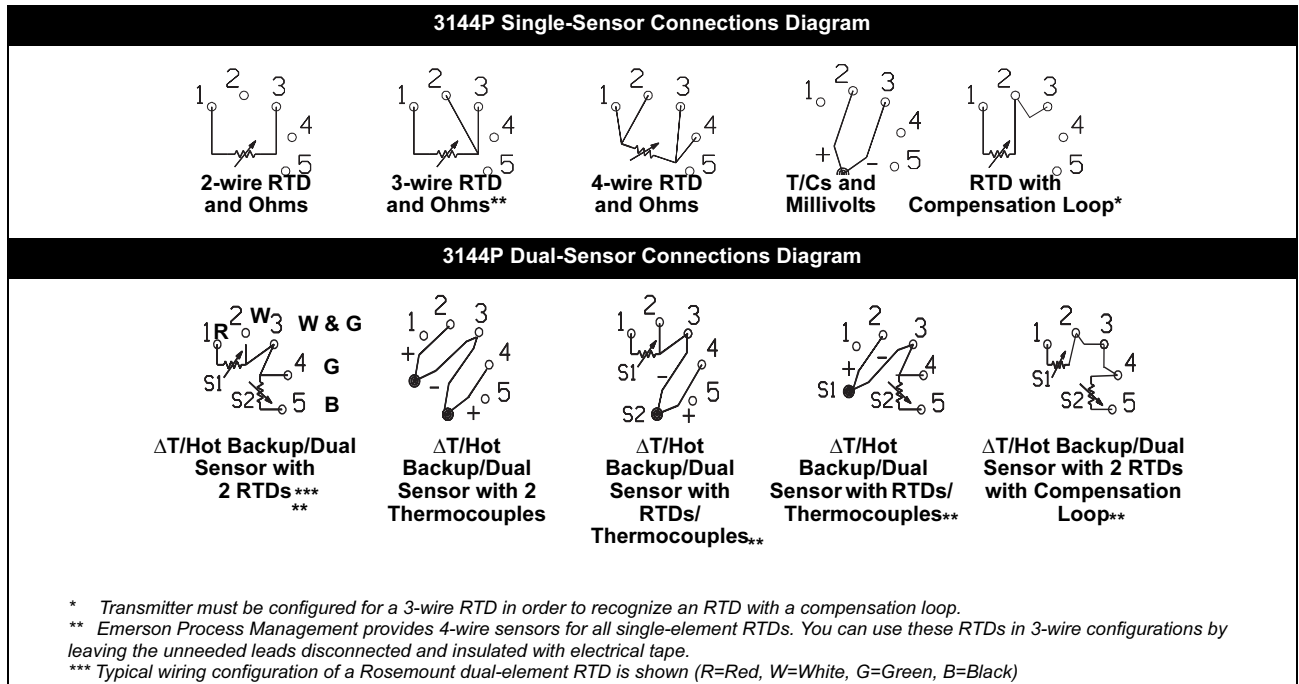 3144P Single-Sensor Connections Diagram
1 2 3 4 5
2-wire RTD
and Ohms
1 2 3 4 5
3-wire RTD
and Ohms**
1 2 3 4 5
4-wire RTD
and Ohms
1 2 3 4 5 + -
T/Cs and
Millivolts
1 2 3 4 5
RTD with
Compensation Loop*
3144P Dual-Sensor Connections Diagram
1 R 2 W 3 W & G
4 G
S1
S2 5 B
ΔT/Hot Backup/Dual
Sensor with
2 RTDs ***
**
1 2 3 4 5 + - +
ΔT/Hot
Backup/Dual
Sensor with 2
Thermocouples
1 2 3 4 5 S1 - S2 +
ΔT/Hot
Backup/Dual
Sensor with
RTDs/
Thermocouples**
1 2 3 4 5 + - S1 S2
ΔT/Hot
Backup/Dual
Sensor with RTDs/
Thermocouples**
1 2 3 4 5 S1 S2
ΔT/Hot Backup/Dual
Sensor with 2 RTDs
with Compensation
Loop**
* Transmitter must be configured for a 3-wire RTD in order to recognize an RTD with a compensation loop.
** Emerson Process Management provides 4-wire sensors for all single-element RTDs. You can use these RTDs in 3-wire configurations by
leaving the unneeded leads disconnected and insulated with electrical tape.
*** Typical wiring configuration of a Rosemount dual-element RTD is shown (R=Red, W=White, G=Green, B=Black)